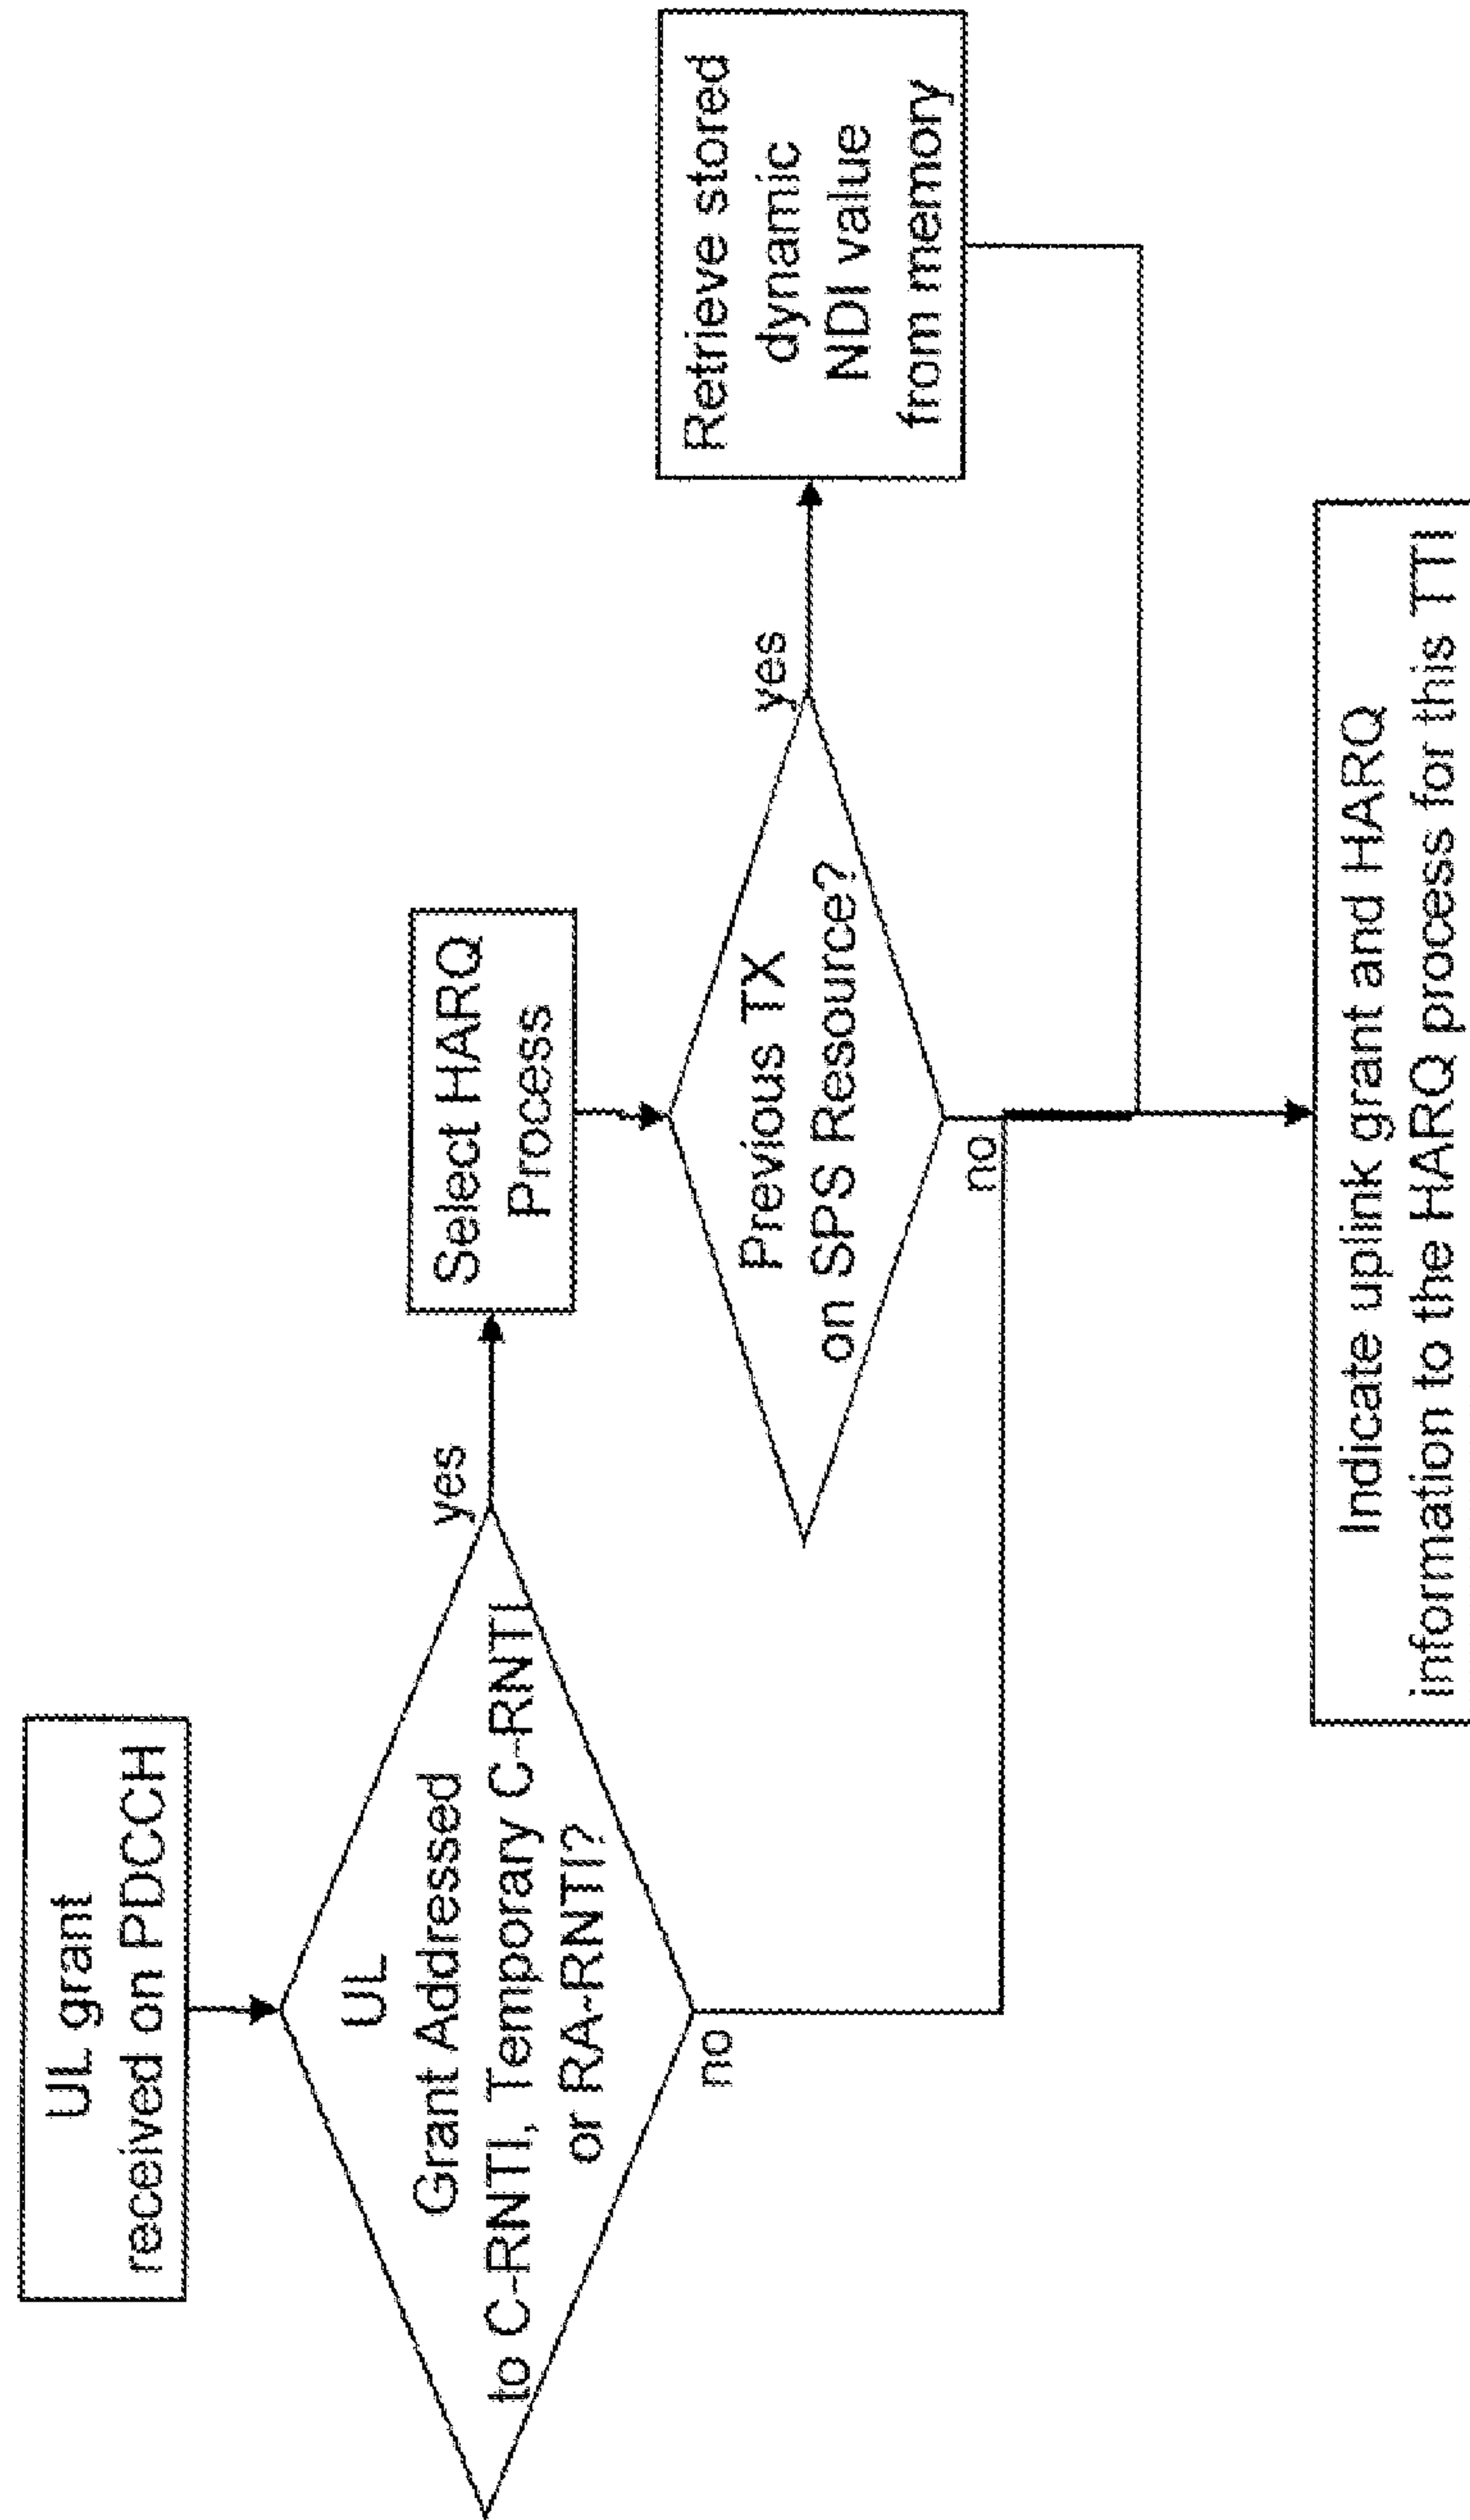 UL grant
received on PDCCH
UL
Grant Addressed
to C-RNTI, Temporary C-RNTI
or RA-RNTI?
yes
no
Select HARQ
Process
Previous TX
on SPS Resource?
yes
no
Retrieve stored
dynamic
NDI value
from memory
Indicate uplink grant and HARQ
information to the HARQ process for this TTI